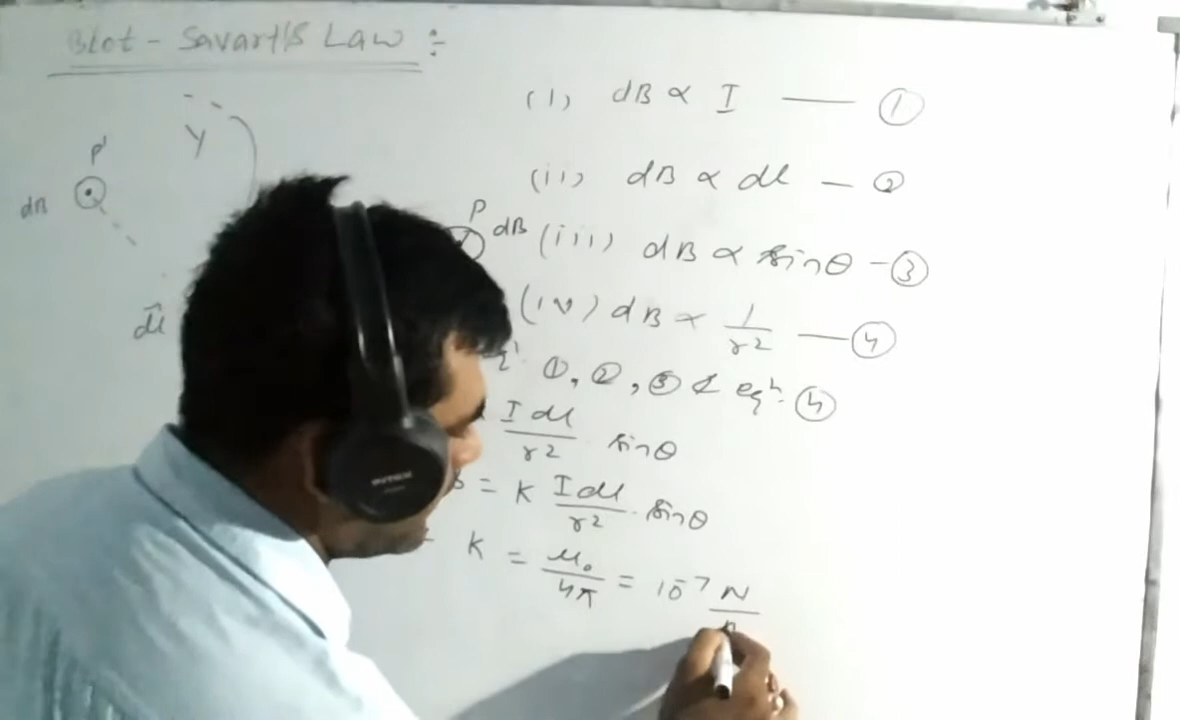 Biot - Savart's Law :-
(i) dB ∝ I — ①
Y
P'
(ii) dB ∝ dl — ②
dB
P
dB (iii) dB ∝ sinθ — ③
dl
(iv) dB ∝ 1/r² — ④
①, ②, ③ & eqⁿ. ④
I dl/r² sinθ
= K I dl/r² . sinθ
K = μ₀/4π = 10⁻⁷ N